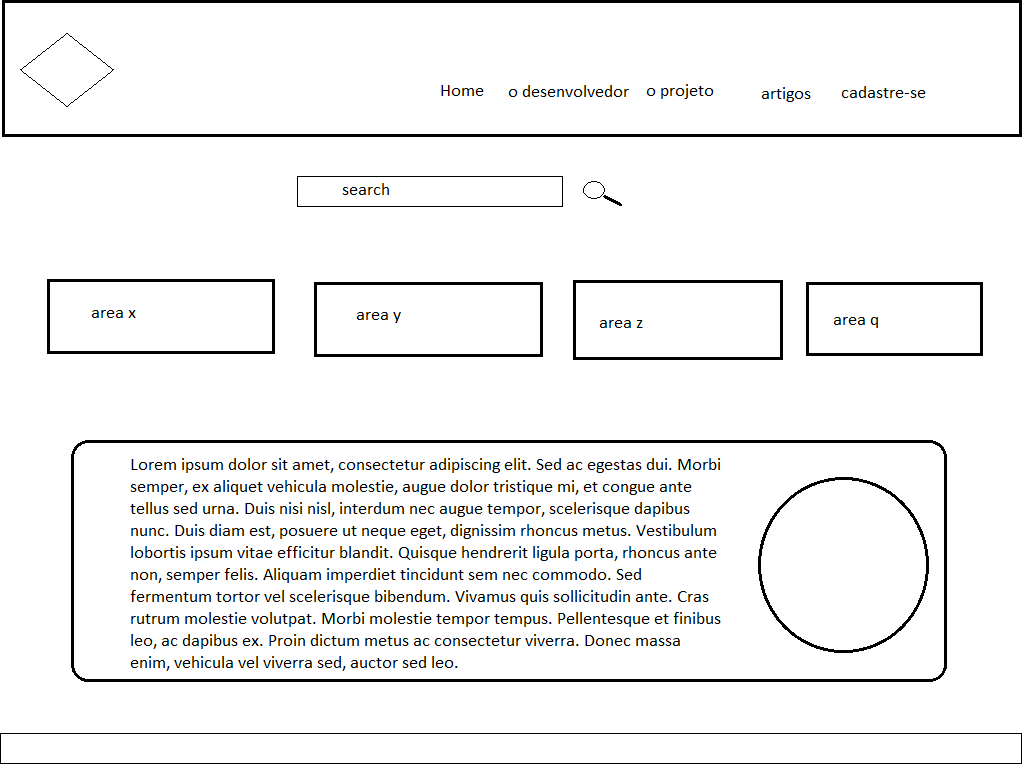 Home o desenvolvedor o projeto artigos cadastre-se
search
area x area y area z area q
Lorem ipsum dolor sit amet, consectetur adipiscing elit. Sed ac egestas dui. Morbi
semper, ex aliquet vehicula molestie, augue dolor tristique mi, et congue ante
tellus sed urna. Duis nisi nisl, interdum nec augue tempor, scelerisque dapibus
nunc. Duis diam est, posuere ut neque eget, dignissim rhoncus metus. Vestibulum
lobortis ipsum vitae efficitur blandit. Quisque hendrerit ligula porta, rhoncus ante
non, semper felis. Aliquam imperdiet tincidunt sem nec commodo. Sed
fermentum tortor vel scelerisque bibendum. Vivamus quis sollicitudin ante. Cras
rutrum molestie volutpat. Morbi molestie tempor tempus. Pellentesque et finibus
leo, ac dapibus ex. Proin dictum metus ac consectetur viverra. Donec massa
enim, vehicula vel viverra sed, auctor sed leo.